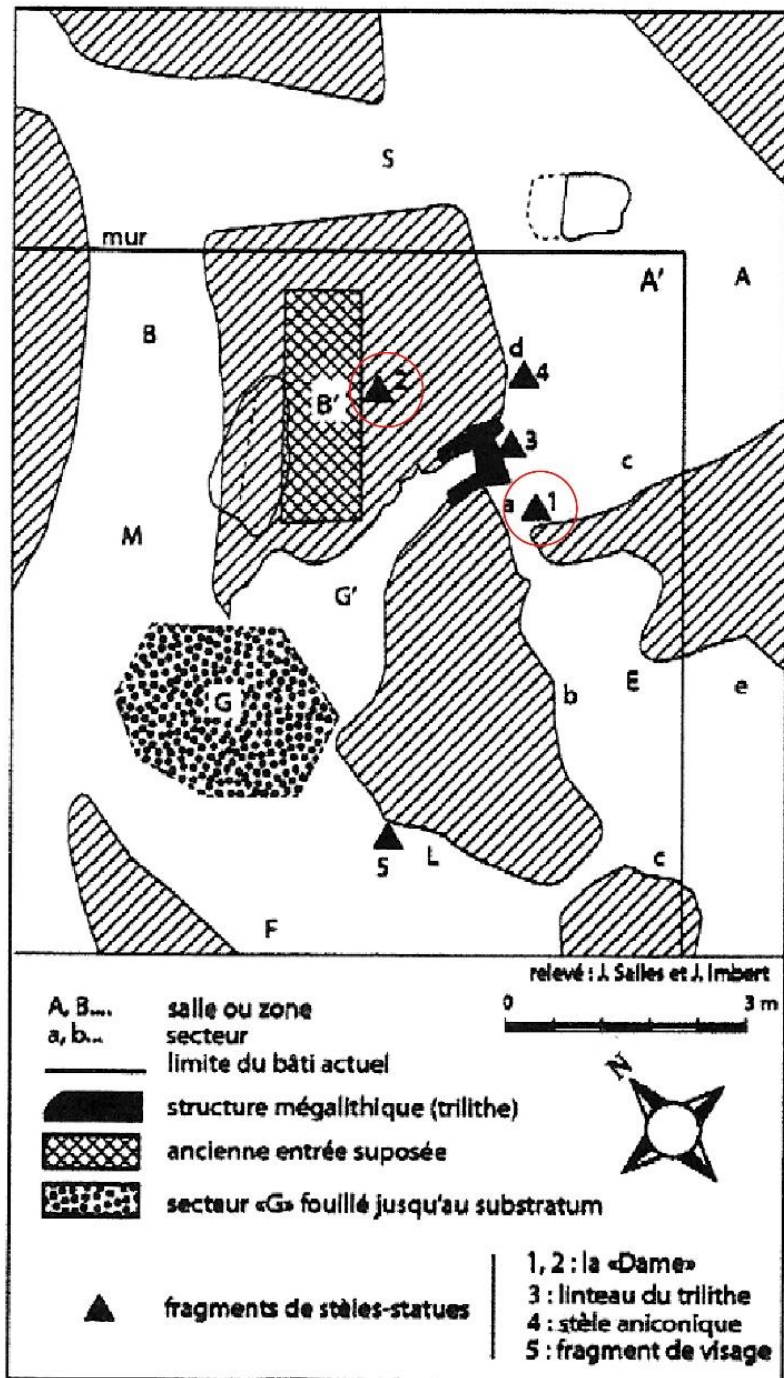 S
mur
A'
A
B
d
4
2
B'
3
c
a
1
M
G'
G
b
E
e
5
L
c
F
relevé : J. Salles et J. Imbert
A, B.... salle ou zone
0 3 m
a, b... secteur
limite du bâti actuel
N
structure mégalithique (trilithe)
ancienne entrée suposée
secteur «G» fouillé jusqu'au substratum
fragments de stèles-statues
1, 2 : la «Dame»
3 : linteau du trilithe
4 : stèle aniconique
5 : fragment de visage